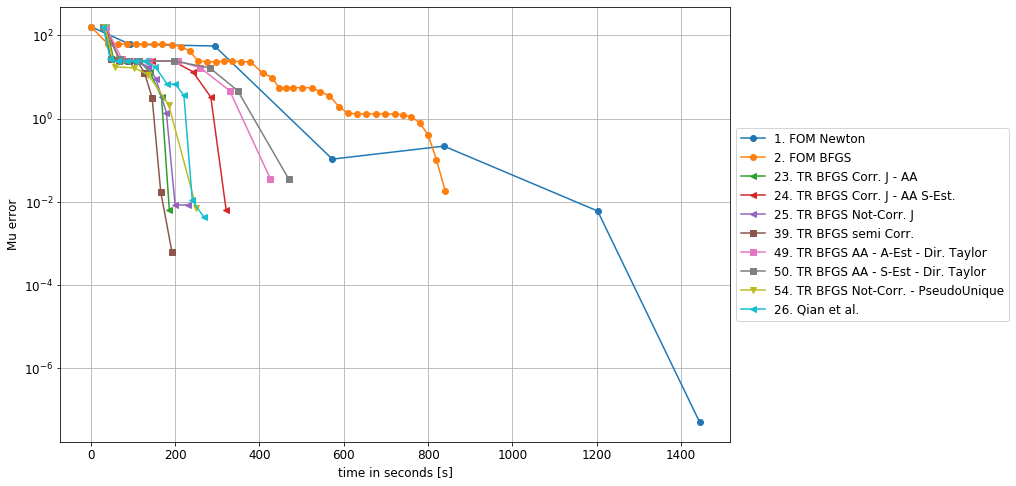 10^2
10^0
10^−2
10^−4
10^−6
Mu error
0 200 400 600 800 1000 1200 1400
time in seconds [s]
1. FOM Newton
2. FOM BFGS
23. TR BFGS Corr. J - AA
24. TR BFGS Corr. J - AA S-Est.
25. TR BFGS Not-Corr. J
39. TR BFGS semi Corr.
49. TR BFGS AA - A-Est - Dir. Taylor
50. TR BFGS AA - S-Est - Dir. Taylor
54. TR BFGS Not-Corr. - PseudoUnique
26. Qian et al.